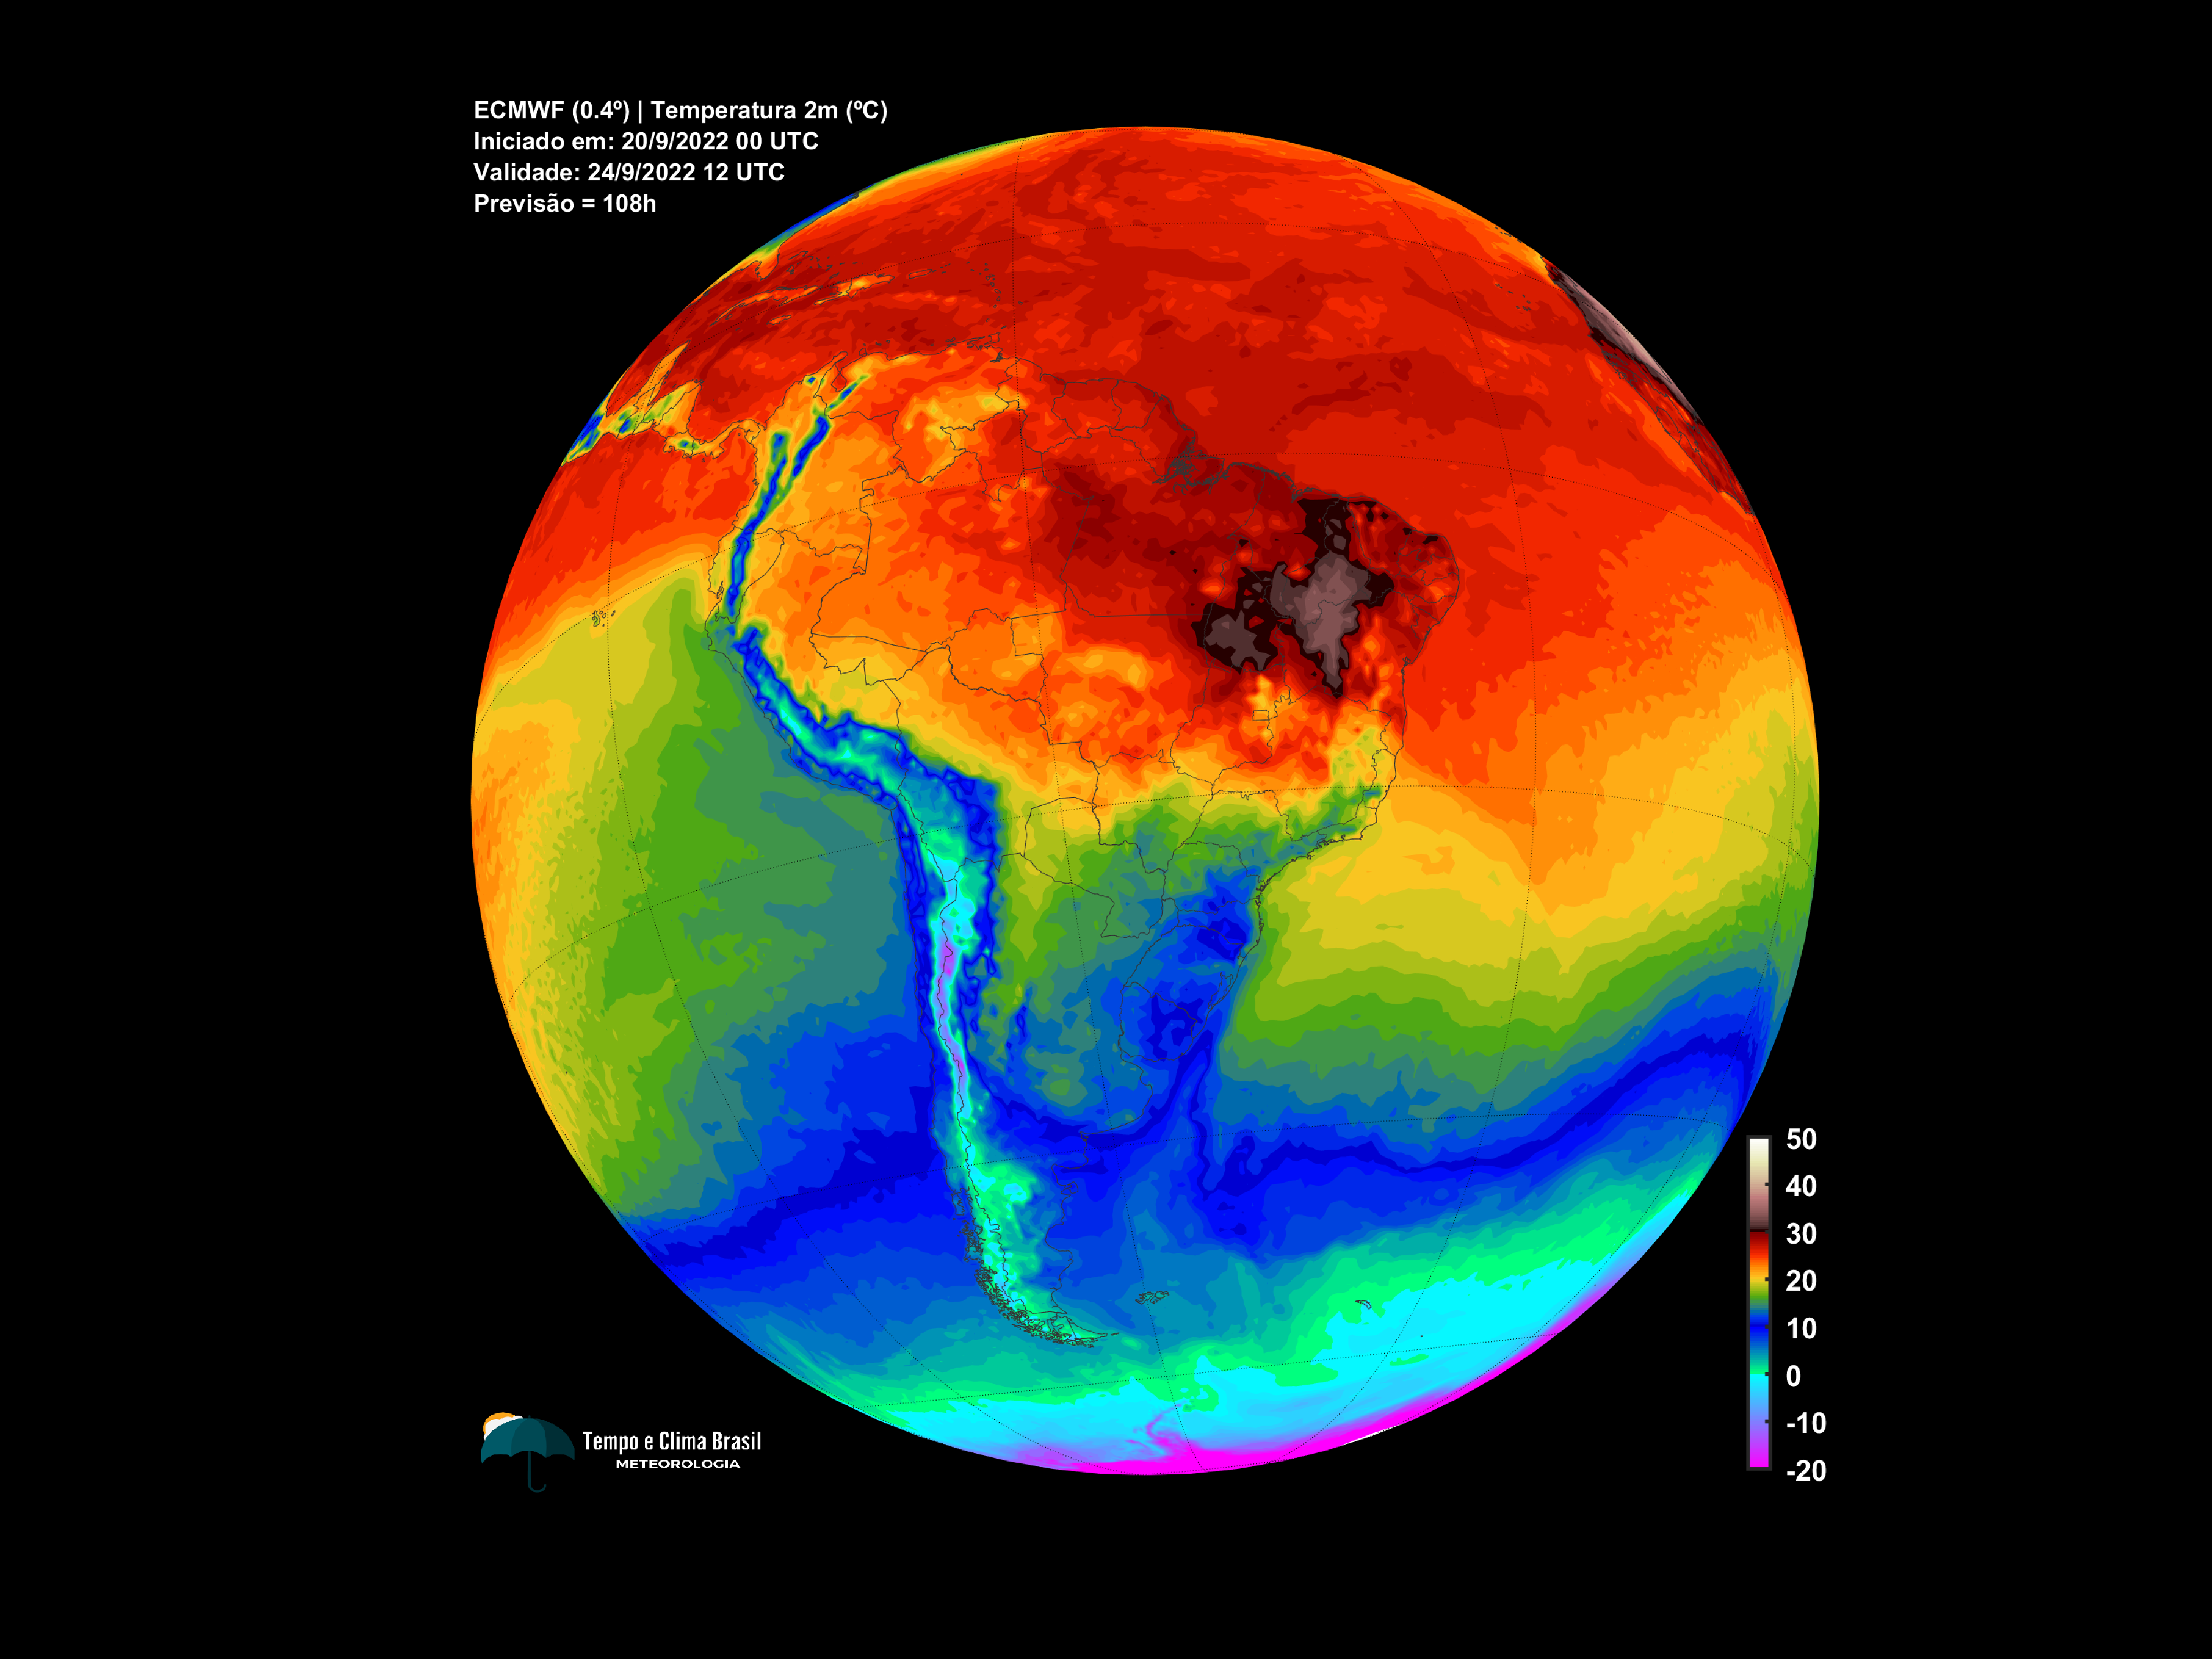 ECMWF (0.4º) | Temperatura 2m (ºC)
Iniciado em: 20/9/2022 00 UTC
Validade: 24/9/2022 12 UTC
Previsão = 108h
50
40
30
20
10
0
-10
-20
Tempo e Clima Brasil
METEOROLOGIA